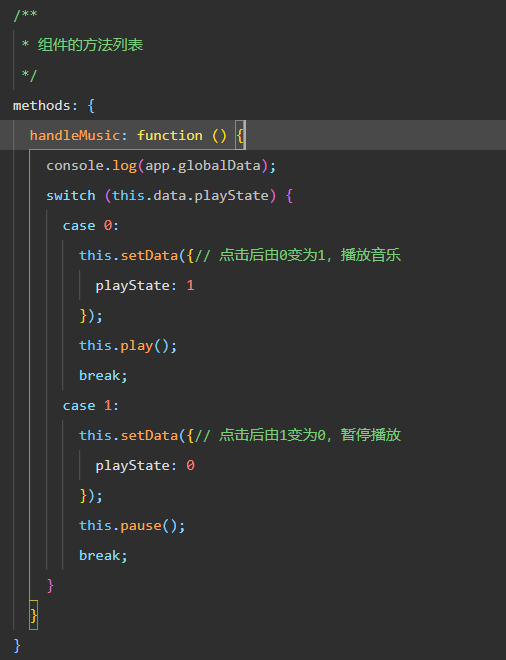 /**
 * 组件的方法列表
 */
methods: {
  handleMusic: function () {
    console.log(app.globalData);
    switch (this.data.playState) {
      case 0:
        this.setData({// 点击后由0变为1，播放音乐
          playState: 1
        });
        this.play();
        break;
      case 1:
        this.setData({// 点击后由1变为0，暂停播放
          playState: 0
        });
        this.pause();
        break;
    }
  }
}